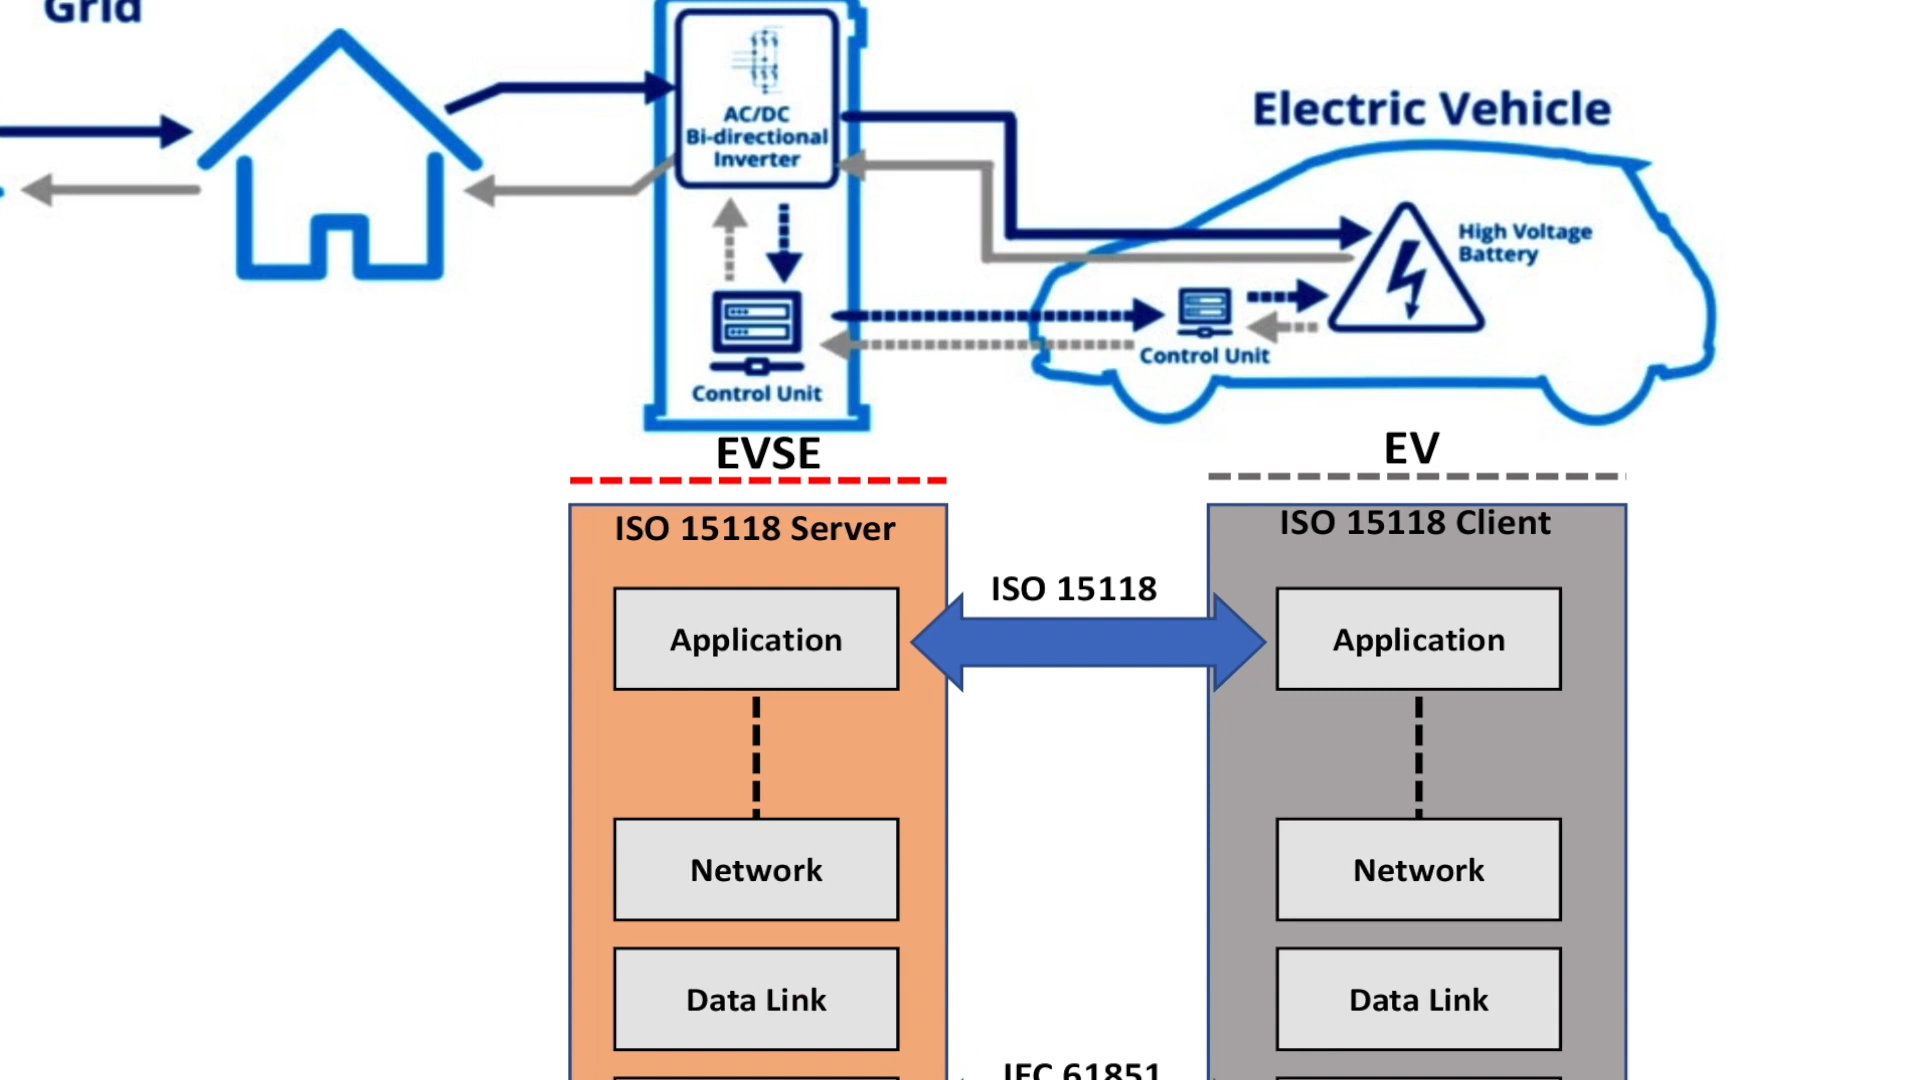 Grid
AC/DC
Bi-directional
Inverter
Electric Vehicle
High Voltage
Battery
Control Unit
Control Unit
EVSE
EV
ISO 15118 Server
ISO 15118 Client
ISO 15118
Application
Application
Network
Network
Data Link
Data Link
IEC 61851